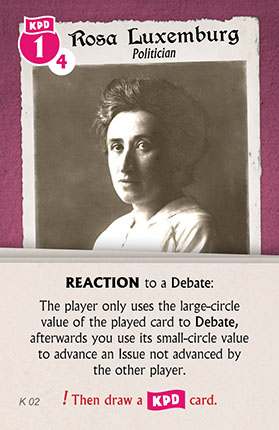 KPD
1
4
Rosa Luxemburg
Politician
REACTION to a Debate:
The player only uses the large-circle
value of the played card to Debate,
afterwards you use its small-circle value
to advance an Issue not advanced by
the other player.
K 02
! Then draw a KPD card.